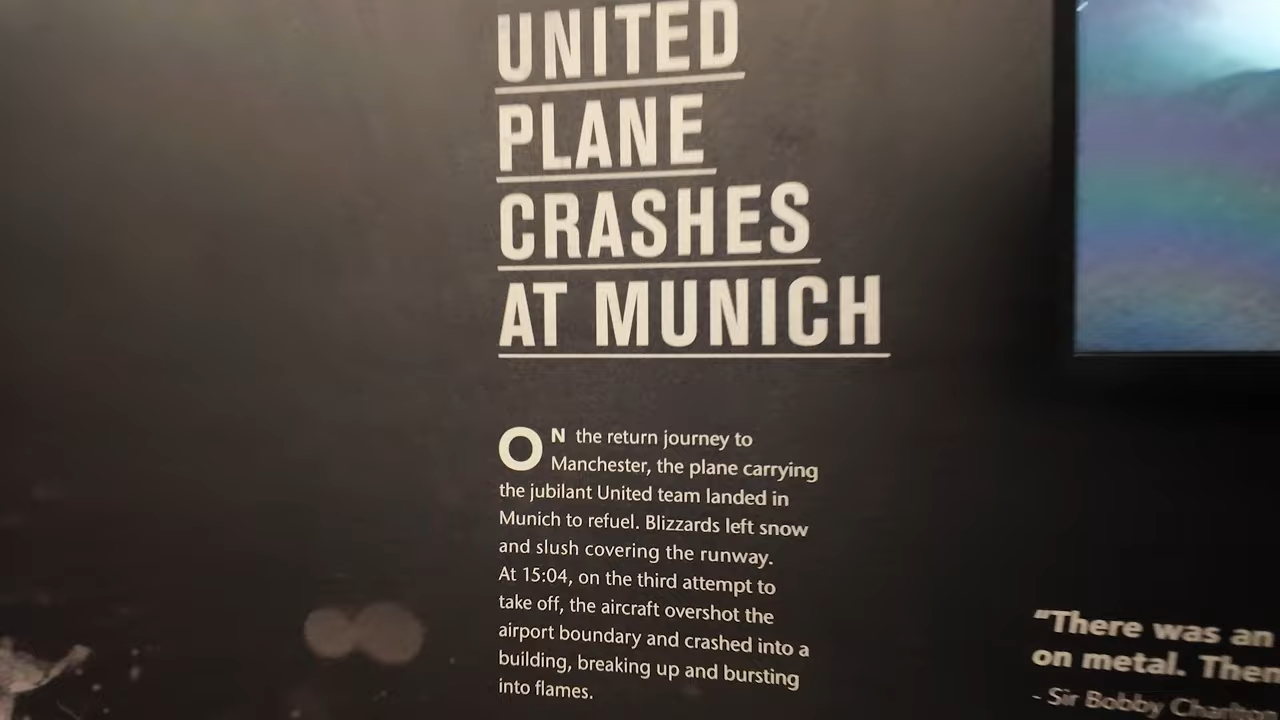 UNITED
PLANE
CRASHES
AT MUNICH
ON the return journey to
Manchester, the plane carrying
the jubilant United team landed in
Munich to refuel. Blizzards left snow
and slush covering the runway.
At 15:04, on the third attempt to
take off, the aircraft overshot the
airport boundary and crashed into a
building, breaking up and bursting
into flames.
“There was an
on metal. Then
- Sir Bobby Charlton